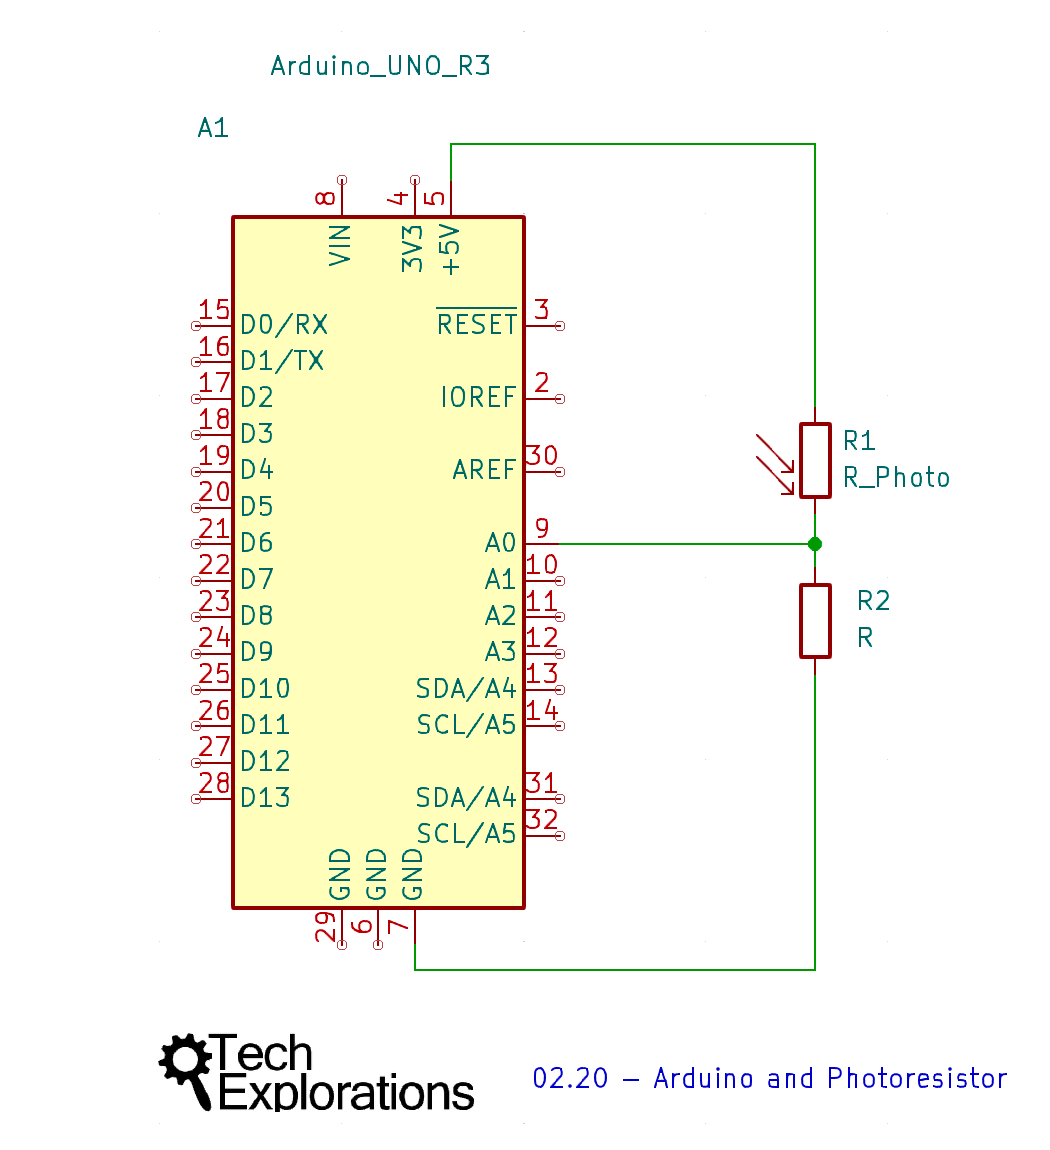 Arduino_UNO_R3
A1
8
4
5
VIN
3V3
+5V
15
D0/RX
RESET
3
16
D1/TX
17
D2
IOREF
2
18
D3
R1
19
D4
AREF
30
R_Photo
20
D5
21
D6
A0
9
22
D7
A1
10
23
D8
A2
11
R2
24
D9
A3
12
R
25
D10
SDA/A4
13
26
D11
SCL/A5
14
27
D12
28
D13
SDA/A4
31
SCL/A5
32
GND
GND
GND
29
6
7
Tech
Explorations
02.20 – Arduino and Photoresistor